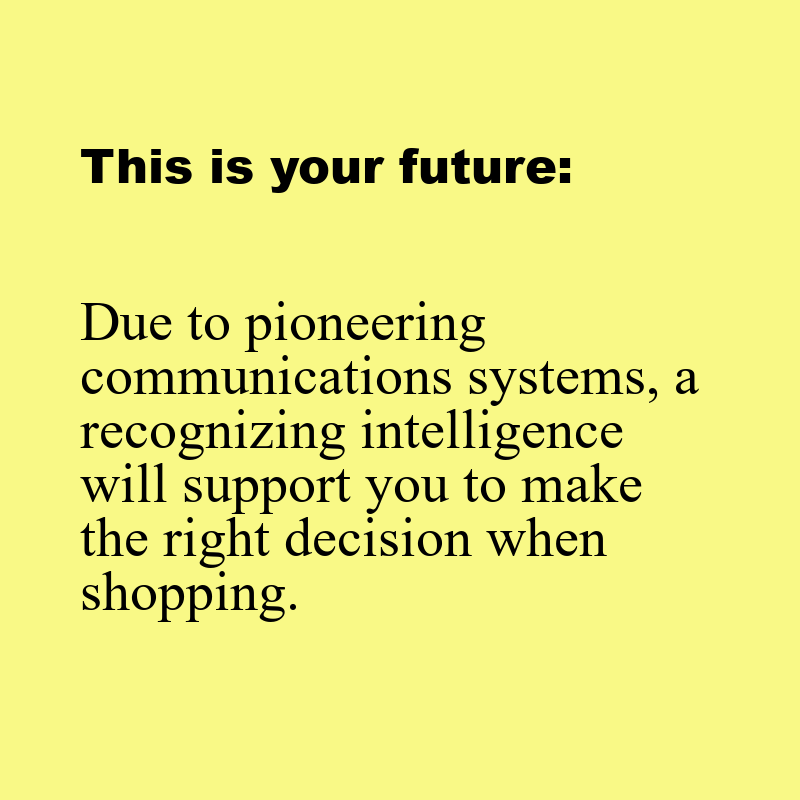 This is your future:
Due to pioneering
communications systems, a
recognizing intelligence
will support you to make
the right decision when
shopping.